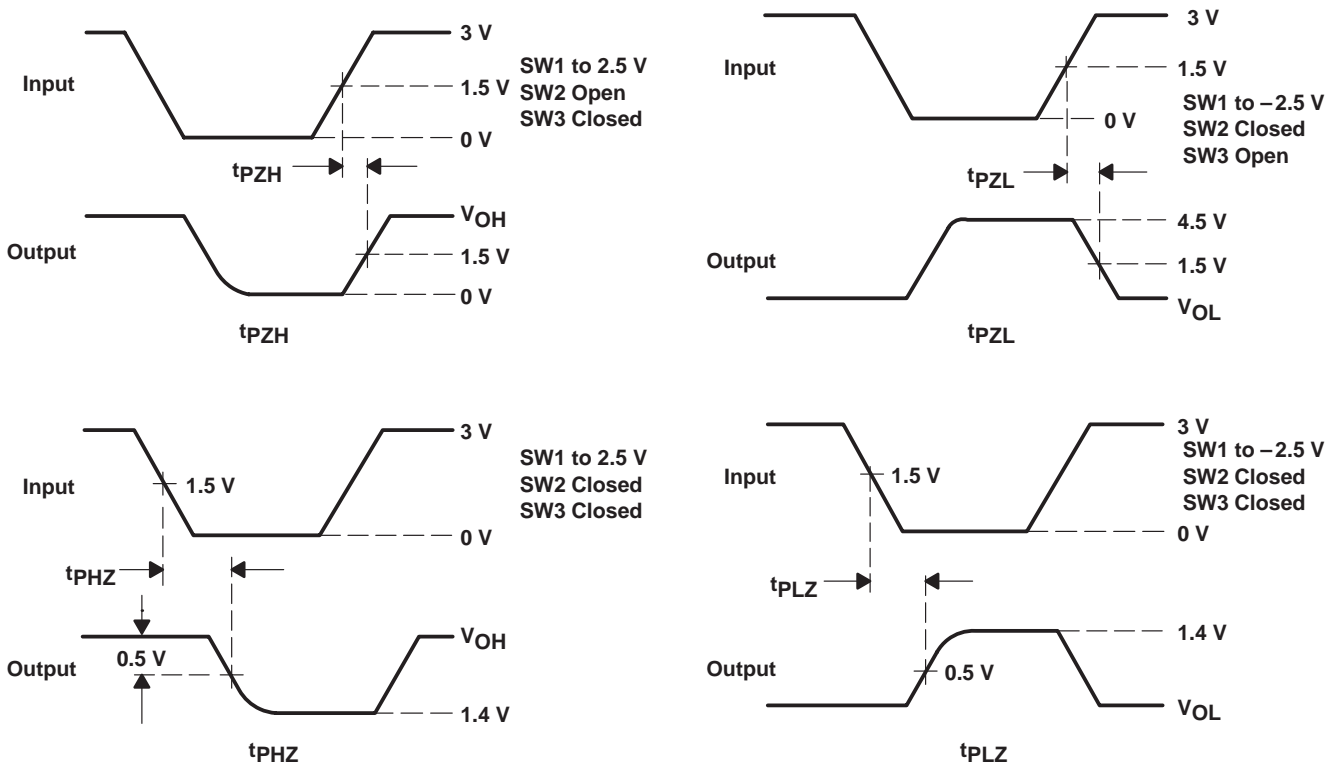 Input
3 V
1.5 V
0 V
SW1 to 2.5 V
SW2 Open
SW3 Closed
tPZH
Output
VOH
1.5 V
0 V
tPZH
Input
3 V
1.5 V
0 V
SW1 to –2.5 V
SW2 Closed
SW3 Open
tPZL
Output
4.5 V
1.5 V
VOL
tPZL
Input
3 V
1.5 V
0 V
SW1 to 2.5 V
SW2 Closed
SW3 Closed
tPHZ
Output
0.5 V
VOH
1.4 V
tPHZ
Input
3 V
1.5 V
0 V
SW1 to –2.5 V
SW2 Closed
SW3 Closed
tPLZ
Output
1.4 V
0.5 V
VOL
tPLZ